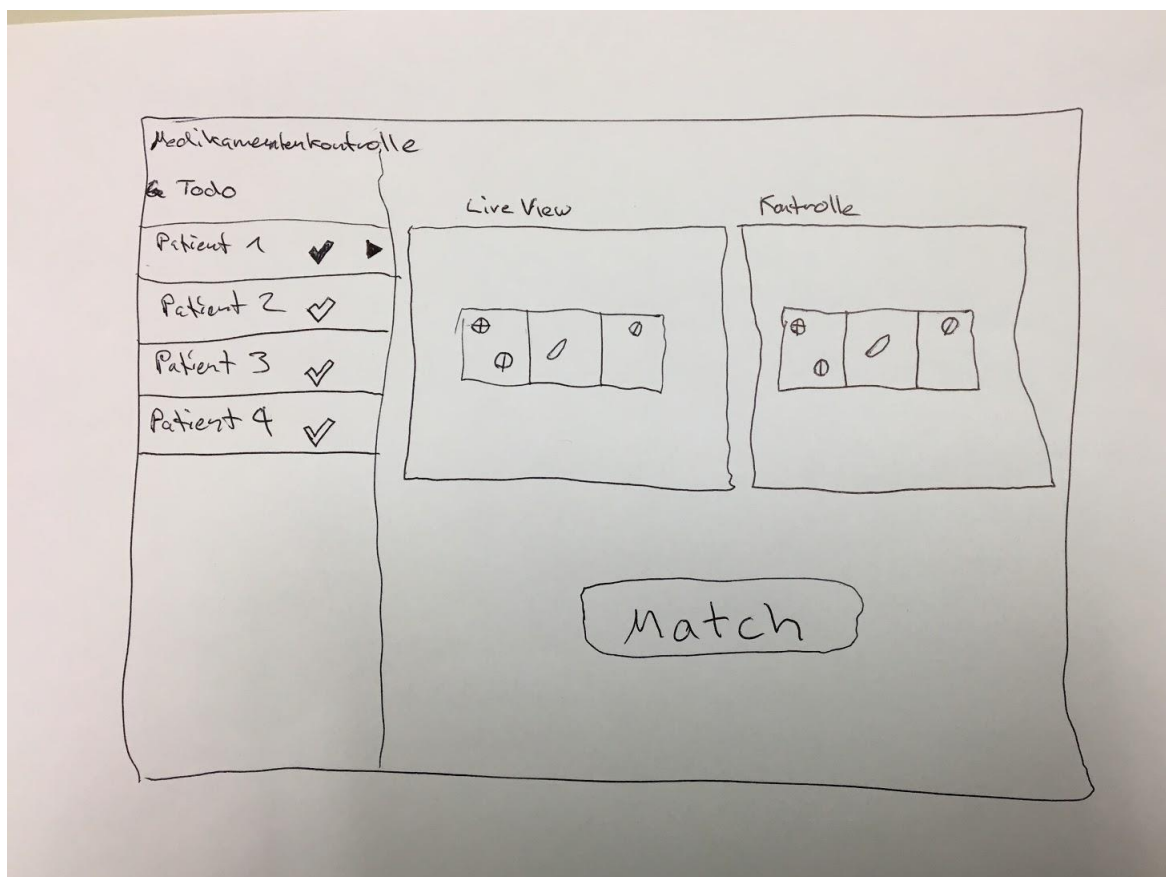 Medikamentenkontrolle
Todo
Patient 1
Patient 2
Patient 3
Patient 4
Live View
Kontrolle
Match